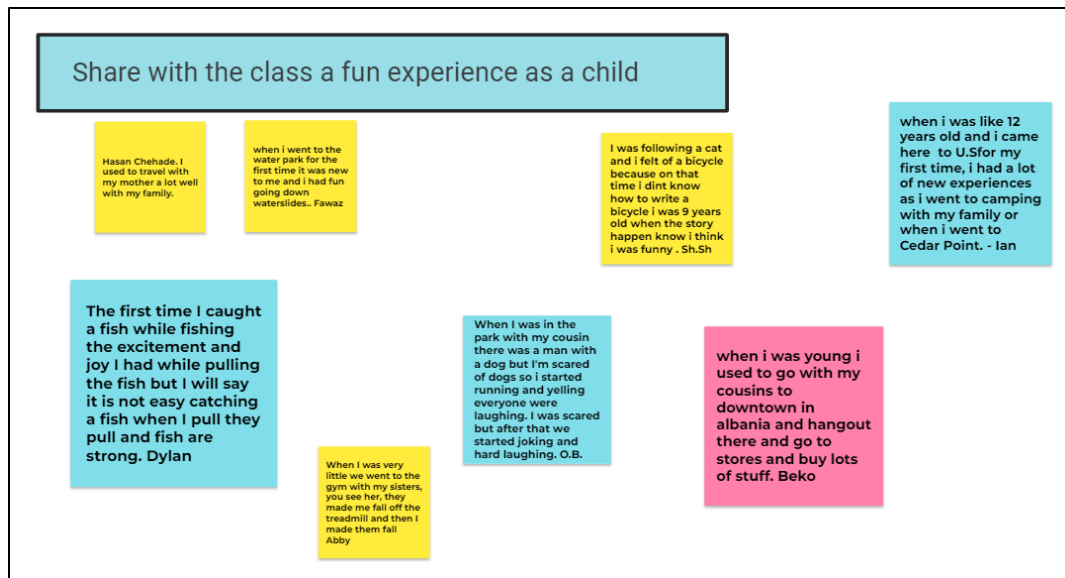 Share with the class a fun experience as a child
Hasan Chehade. I
used to travel with
my mother a lot well
with my family.
when i went to the
water park for the
first time it was new
to me and i had fun
going down
waterslides.. Fawaz
I was following a cat
and i felt of a bicycle
because on that
time i dint know
how to write a
bicycle i was 9 years
old when the story
happen know i think
i was funny . Sh.Sh
when i was like 12
years old and i came
here to U.Sfor my
first time, i had a lot
of new experiences
as i went to camping
with my family or
when i went to
Cedar Point. - Ian
The first time I caught
a fish while fishing
the excitement and
joy I had while pulling
the fish but I will say
it is not easy catching
a fish when I pull they
pull and fish are
strong. Dylan
When I was very
little we went to the
gym with my sisters,
you see her, they
made me fall off the
treadmill and then I
made them fall
Abby
When I was in the
park with my cousin
there was a man with
a dog but I'm scared
of dogs so i started
running and yelling
everyone were
laughing. I was scared
but after that we
started joking and
hard laughing. O.B.
when i was young i
used to go with my
cousins to
downtown in
albania and hangout
there and go to
stores and buy lots
of stuff. Beko